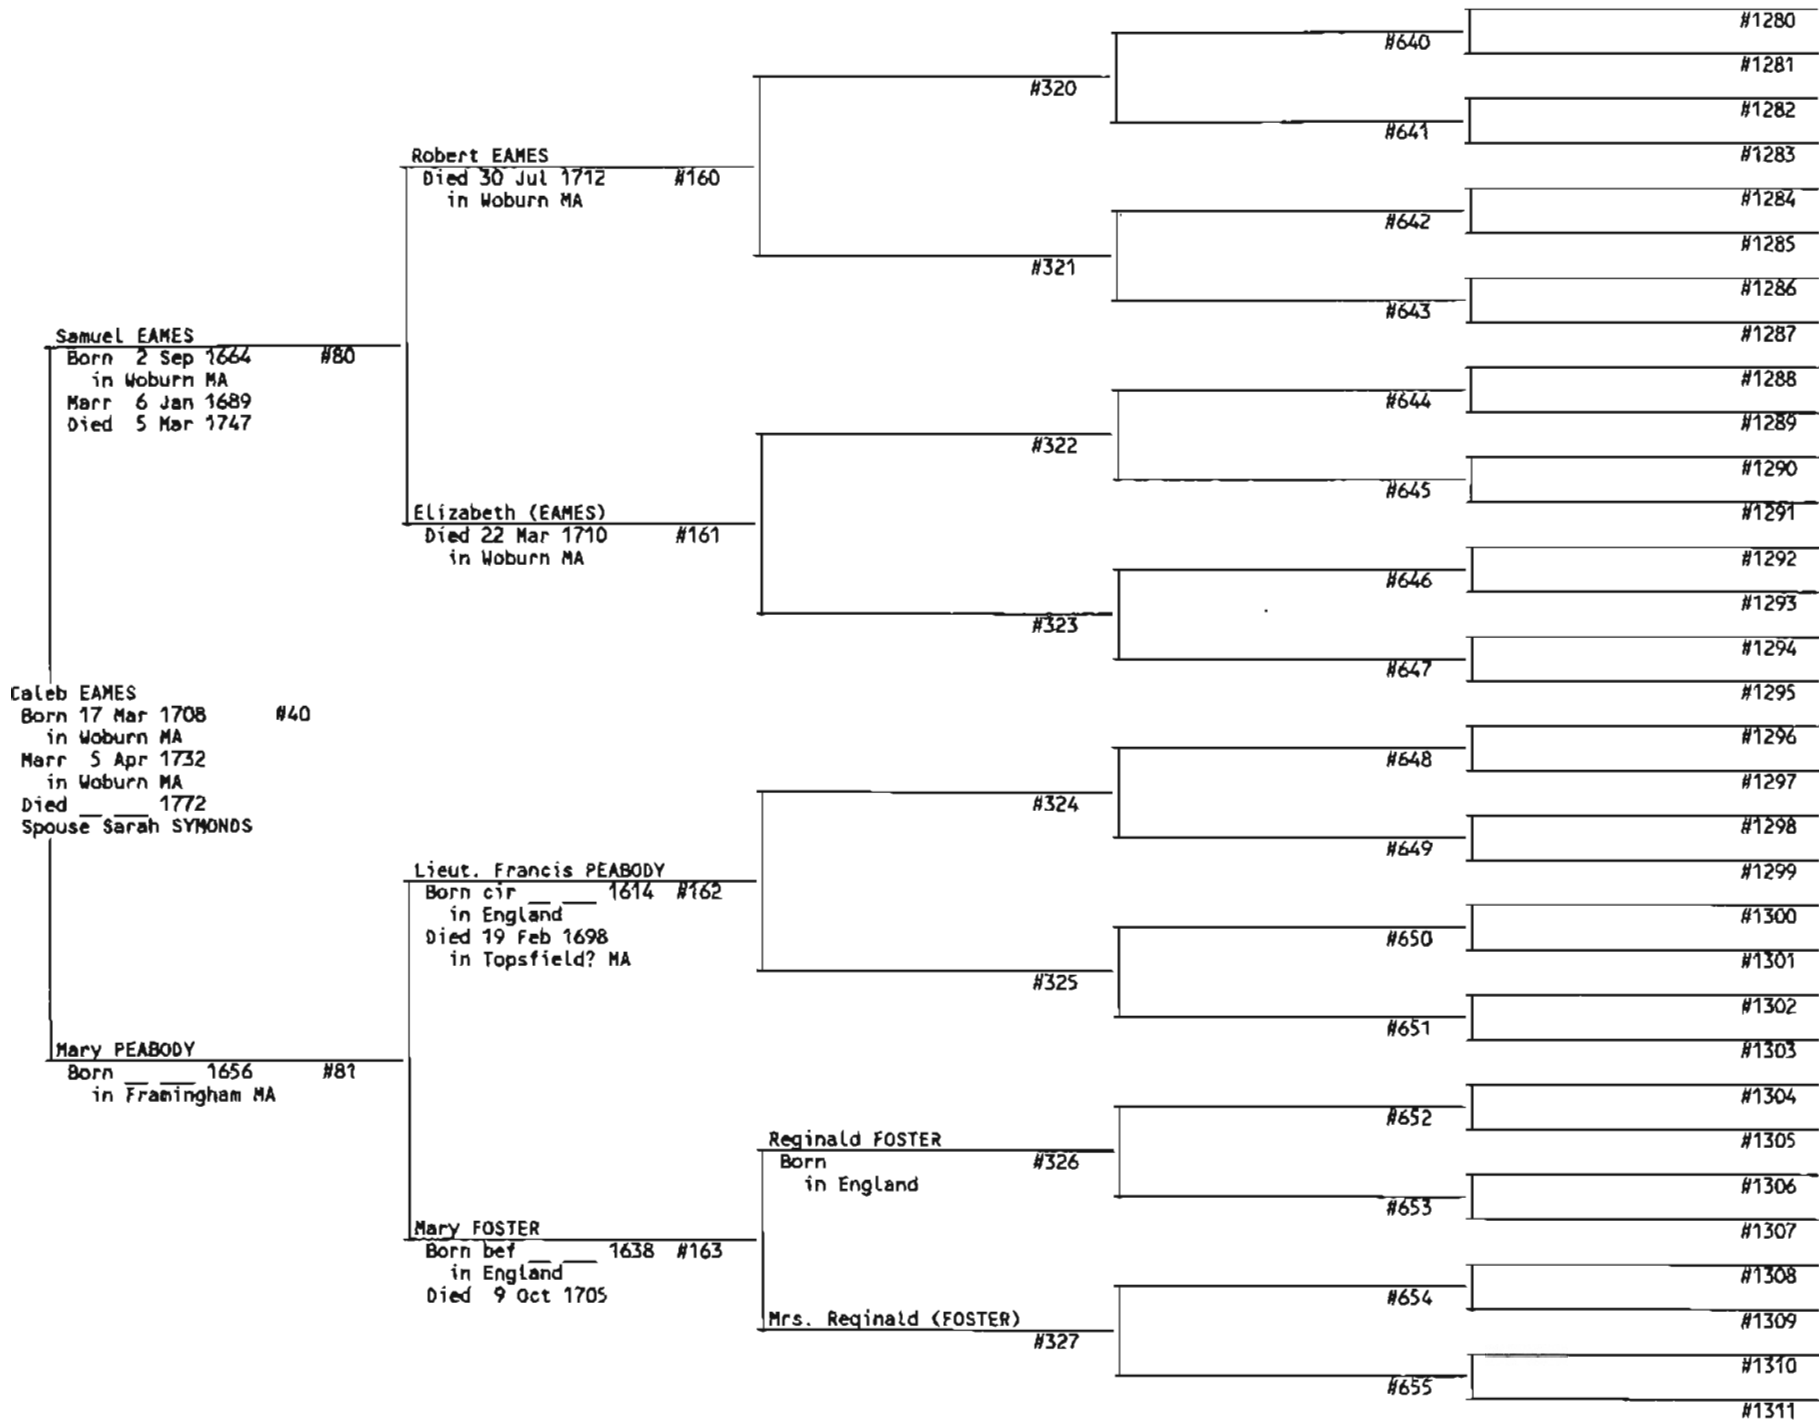 #1280
#640
#1281
#320
#1282
#641
#1283
Robert EAMES
Died 30 Jul 1712 #160
in Woburn MA
#1284
#642
#1285
#321
#1286
#643
#1287
Samuel EAMES
Born 2 Sep 1664 #80
in Woburn MA
Marr 6 Jan 1689
Died 5 Mar 1747
#1288
#644
#1289
#322
#1290
#645
#1291
Elizabeth (EAMES)
Died 22 Mar 1710 #161
in Woburn MA
#1292
#646
#1293
#323
#1294
#647
#1295
Caleb EAMES
Born 17 Mar 1708 #40
in Woburn MA
Marr 5 Apr 1732
in Woburn MA
Died __ ___ 1772
Spouse Sarah SYMONDS
#1296
#648
#1297
#324
#1298
#649
#1299
Lieut. Francis PEABODY
Born cir __ ___ 1614 #162
in England
Died 19 Feb 1698
in Topsfield? MA
#1300
#650
#1301
#325
#1302
#651
#1303
Mary PEABODY
Born __ ___ 1656 #81
in Framingham MA
#1304
#652
#1305
Reginald FOSTER
Born #326
in England
#1306
#653
#1307
Mary FOSTER
Born bef __ ___ 1638 #163
in England
Died 9 Oct 1705
#1308
#654
#1309
Mrs. Reginald (FOSTER)
#327
#1310
#655
#1311